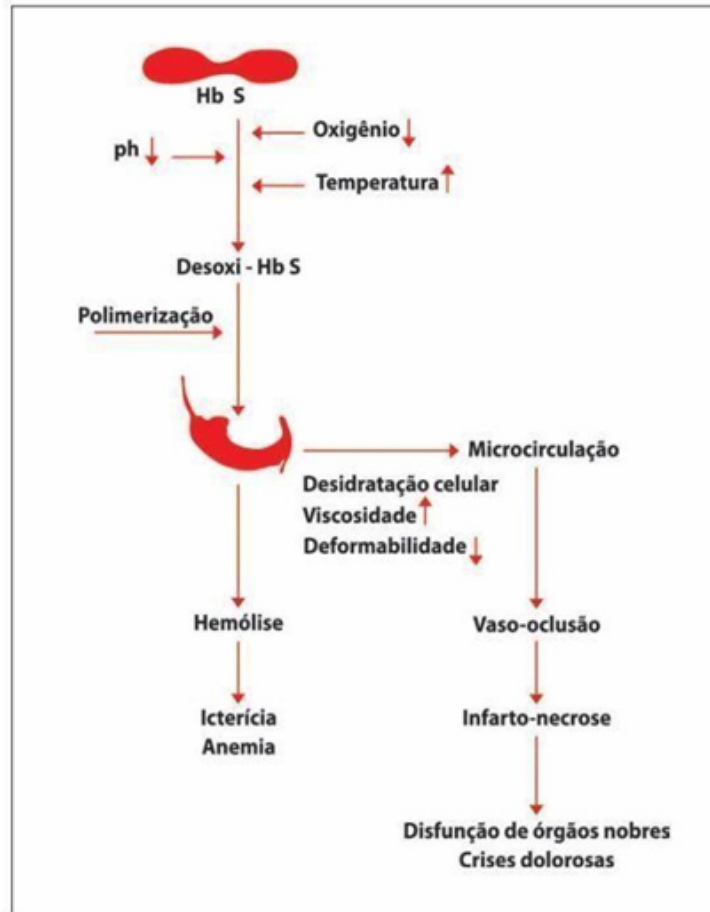 Hb S
Oxigênio
ph
Temperatura
Desoxi - Hb S
Polimerização
Microcirculação
Desidratação celular
Viscosidade
Deformabilidade
Hemólise
Vaso-oclusão
Icterícia
Anemia
Infarto-necrose
Disfunção de órgãos nobres
Crises dolorosas